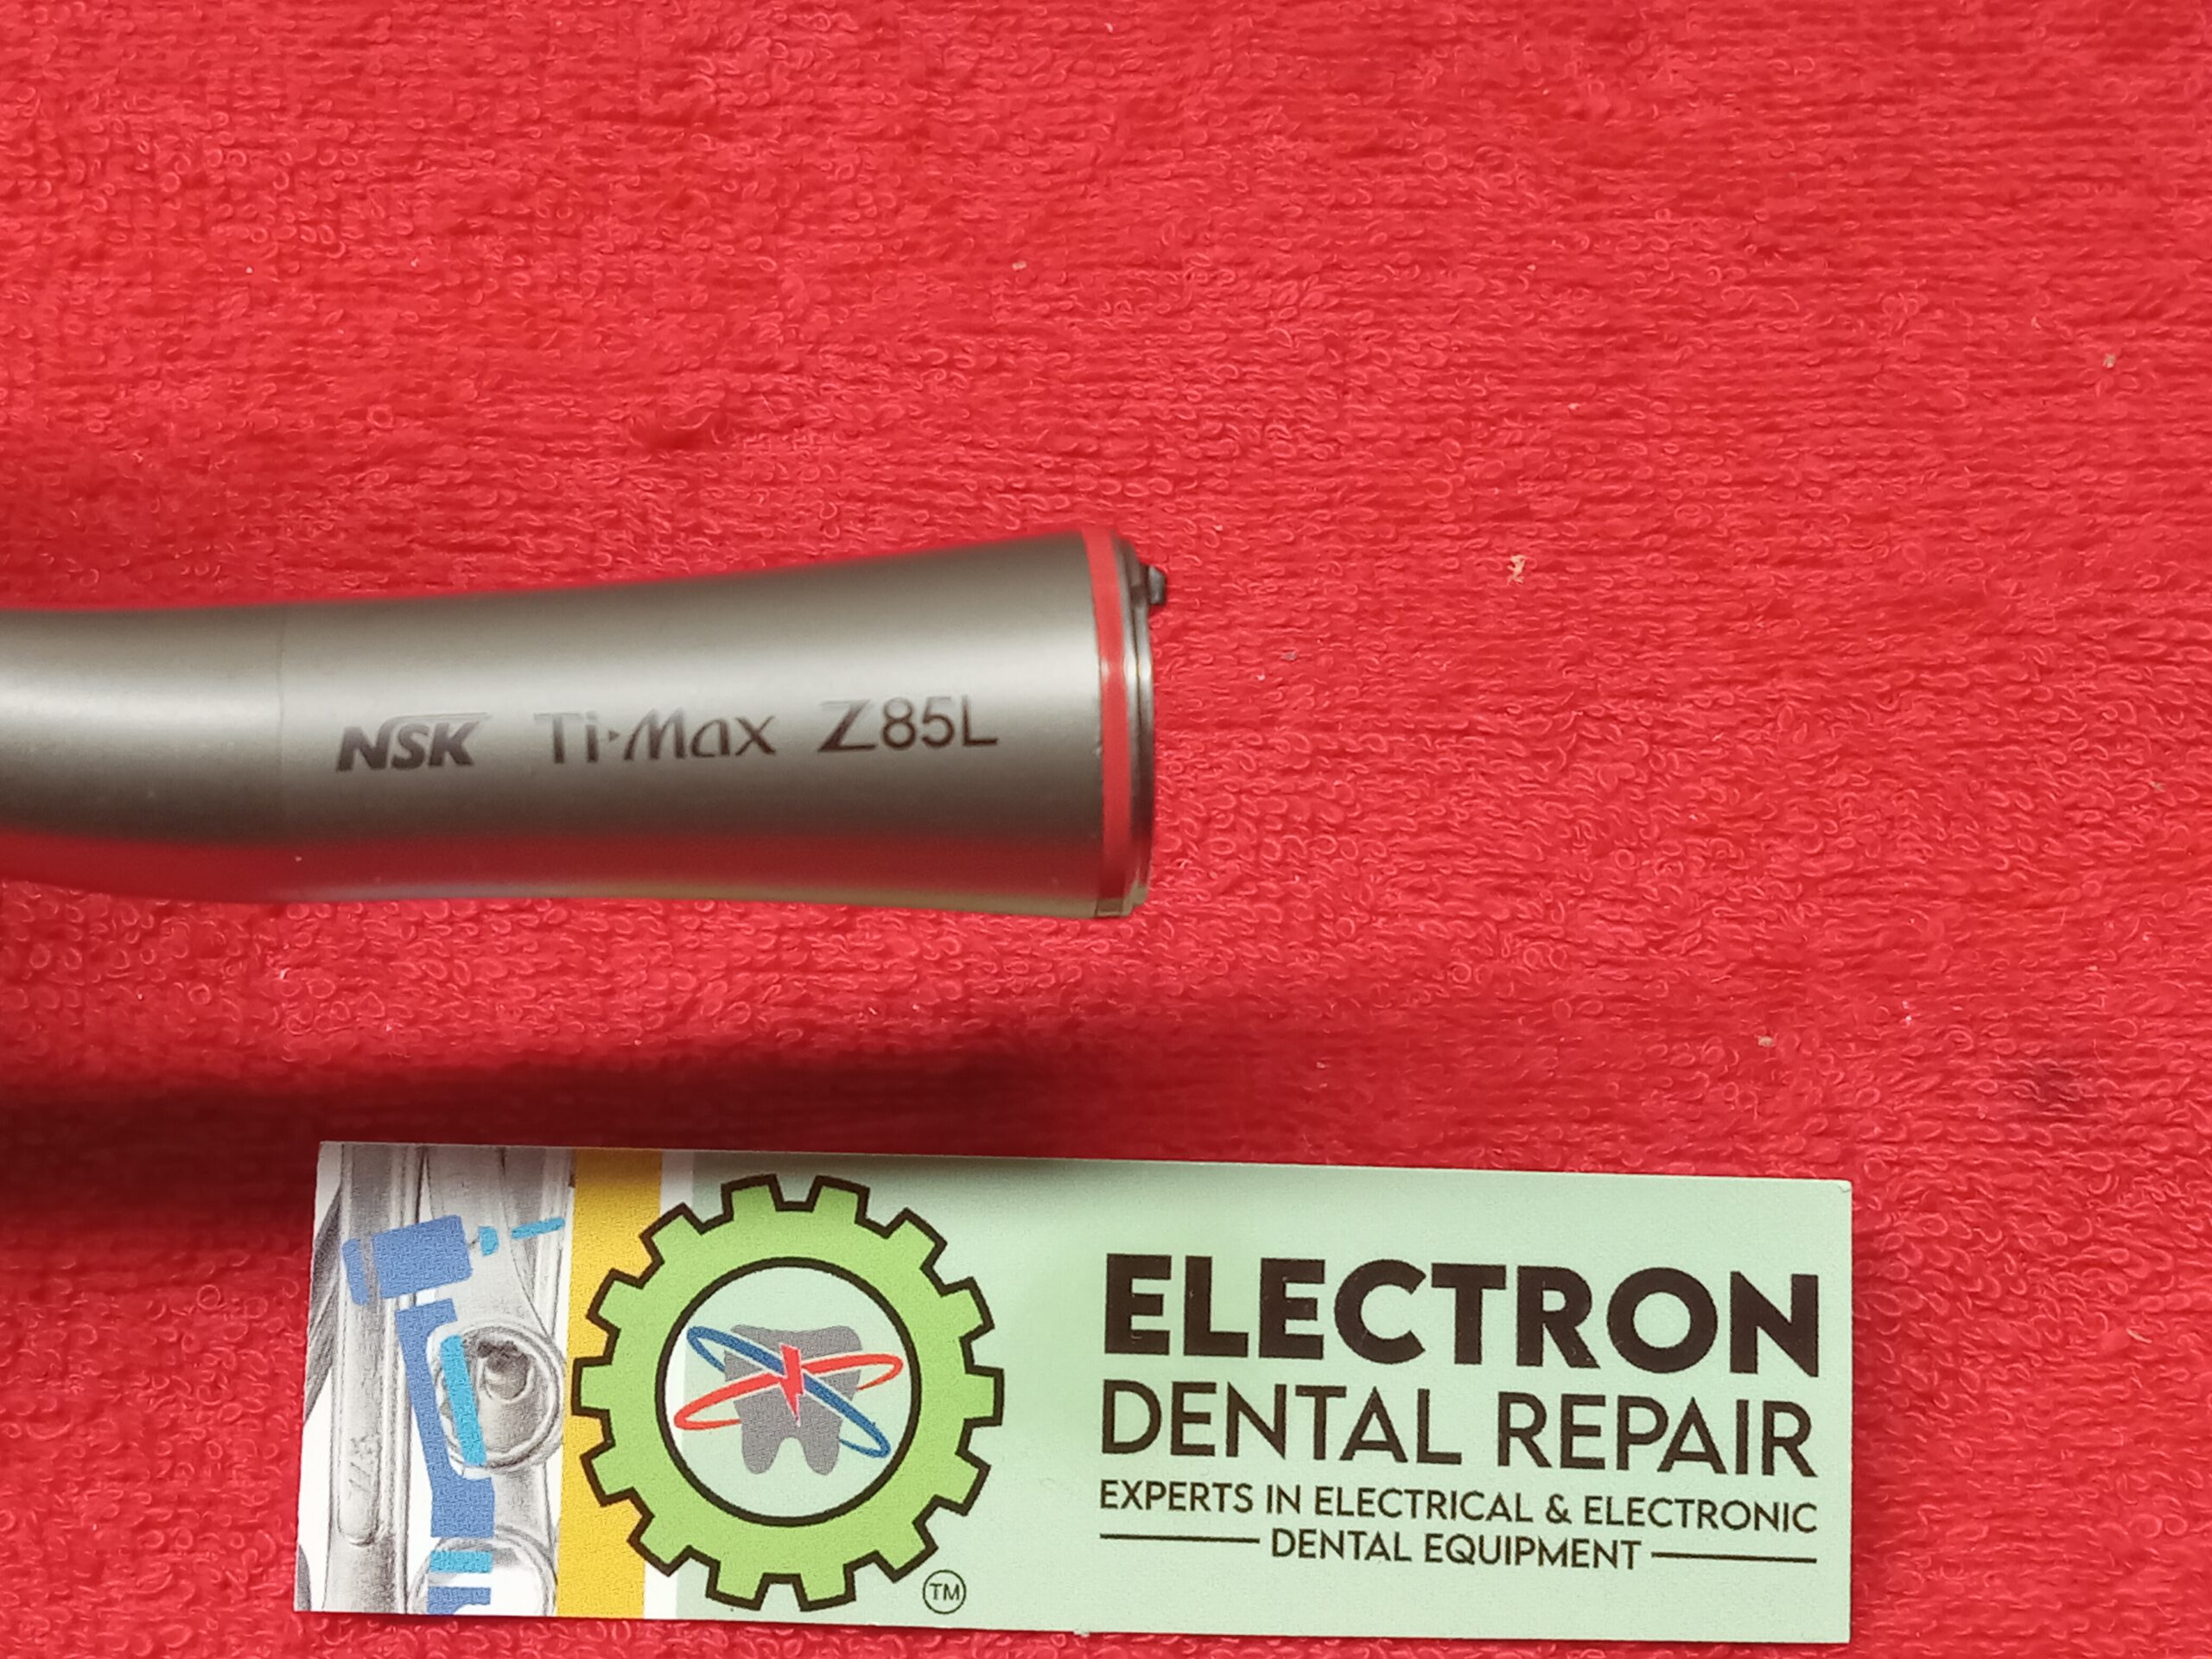 NSK Ti-Max Z85L
ELECTRON
DENTAL REPAIR
EXPERTS IN ELECTRICAL & ELECTRONIC
DENTAL EQUIPMENT
TM